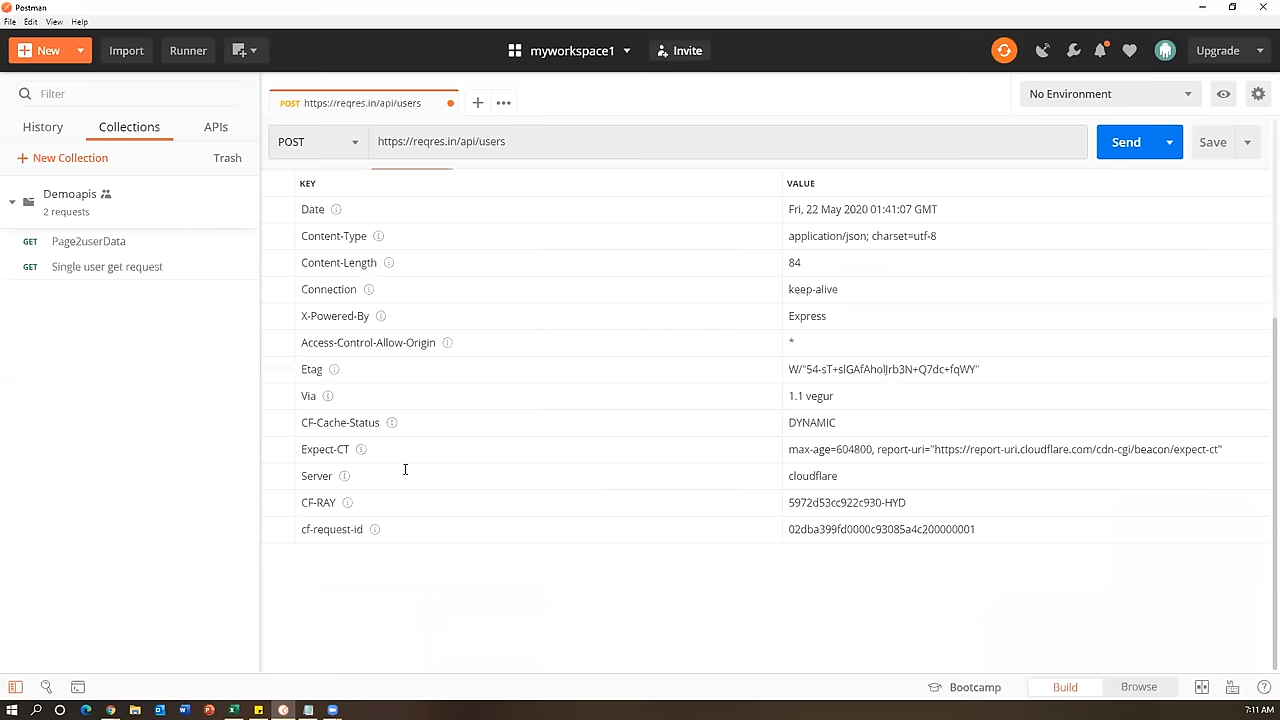 Postman
File Edit View Help
New Import Runner myworkspace1 Invite Upgrade
Filter
History Collections APIs
New Collection Trash
Demoapis
2 requests
GET Page2userData
GET Single user get request
POST https://reqres.in/api/users
No Environment
POST https://reqres.in/api/users Send Save
KEY VALUE
Date Fri, 22 May 2020 01:41:07 GMT
Content-Type application/json; charset=utf-8
Content-Length 84
Connection keep-alive
X-Powered-By Express
Access-Control-Allow-Origin *
Etag W/"54-sT+slGAfAholJrb3N+Q7dc+fqWY"
Via 1.1 vegur
CF-Cache-Status DYNAMIC
Expect-CT max-age=604800, report-uri="https://report-uri.cloudflare.com/cdn-cgi/beacon/expect-ct"
Server cloudflare
CF-RAY 5972d53cc922c930-HYD
cf-request-id 02dba399fd0000c93085a4c200000001
Bootcamp Build Browse
7:11 AM